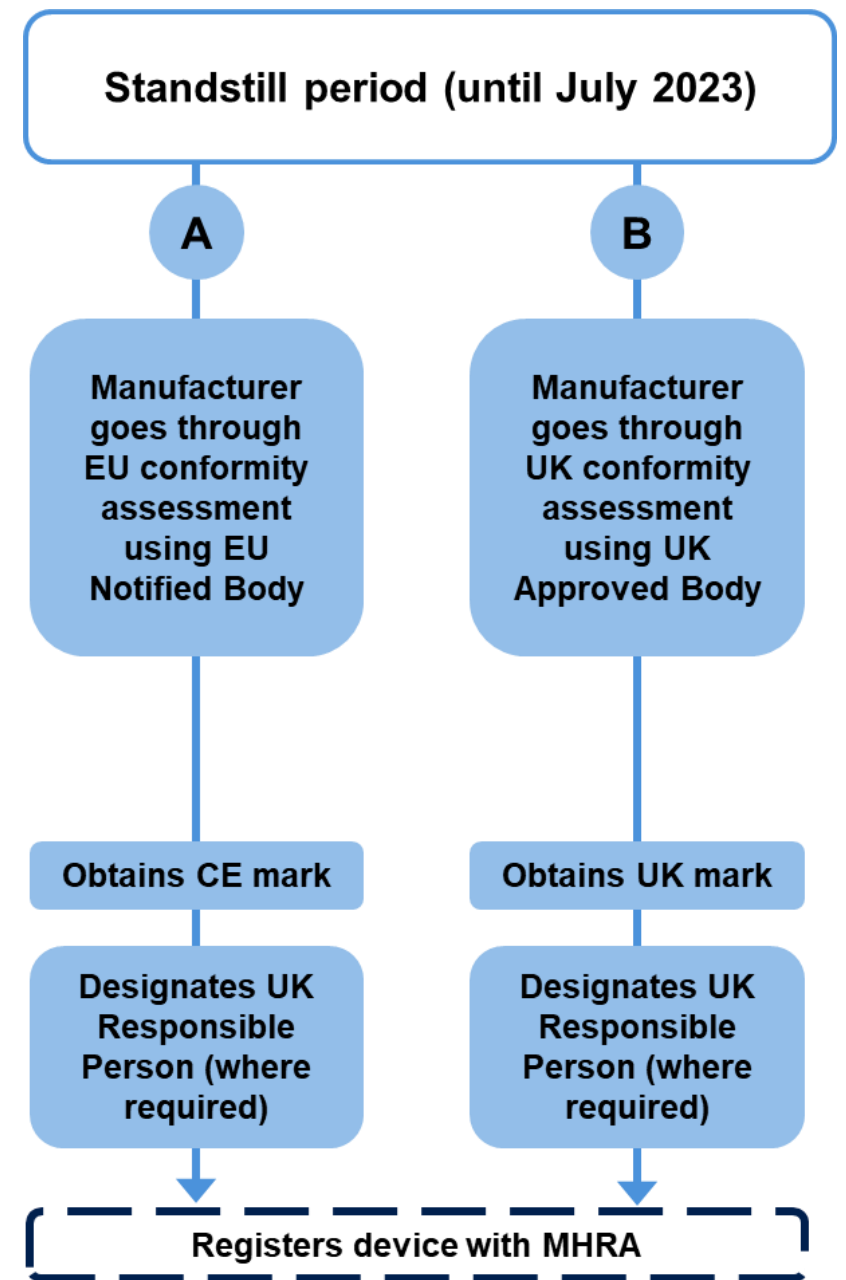 Standstill period (until July 2023)
A
Manufacturer
goes through
EU conformity
assessment
using EU
Notified Body
Obtains CE mark
Designates UK
Responsible
Person (where
required)
B
Manufacturer
goes through
UK conformity
assessment
using UK
Approved Body
Obtains UK mark
Designates UK
Responsible
Person (where
required)
Registers device with MHRA